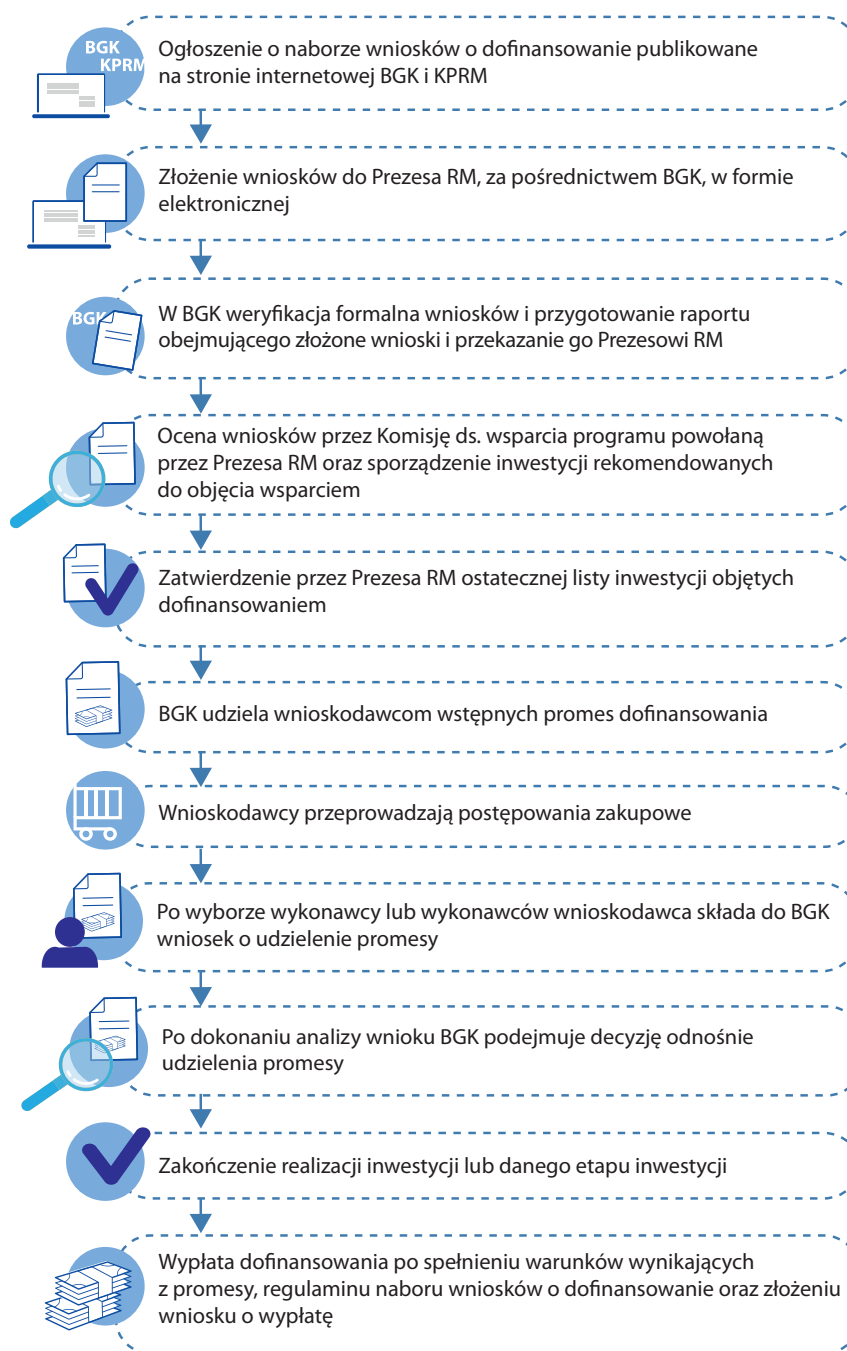 BGK
KPRM
Ogłoszenie o naborze wniosków o dofinansowanie publikowane
na stronie internetowej BGK i KPRM
Złożenie wniosków do Prezesa RM, za pośrednictwem BGK, w formie
elektronicznej
BGK
W BGK weryfikacja formalna wniosków i przygotowanie raportu
obejmującego złożone wnioski i przekazanie go Prezesowi RM
Ocena wniosków przez Komisję ds. wsparcia programu powołaną
przez Prezesa RM oraz sporządzenie inwestycji rekomendowanych
do objęcia wsparciem
Zatwierdzenie przez Prezesa RM ostatecznej listy inwestycji objętych
dofinansowaniem
BGK udziela wnioskodawcom wstępnych promes dofinansowania
Wnioskodawcy przeprowadzają postępowania zakupowe
Po wyborze wykonawcy lub wykonawców wnioskodawca składa do BGK
wniosek o udzielenie promesy
Po dokonaniu analizy wnioku BGK podejmuje decyzję odnośnie
udzielenia promesy
Zakończenie realizacji inwestycji lub danego etapu inwestycji
Wypłata dofinansowania po spełnieniu warunków wynikających
z promesy, regulaminu naboru wniosków o dofinansowanie oraz złożeniu
wniosku o wypłatę